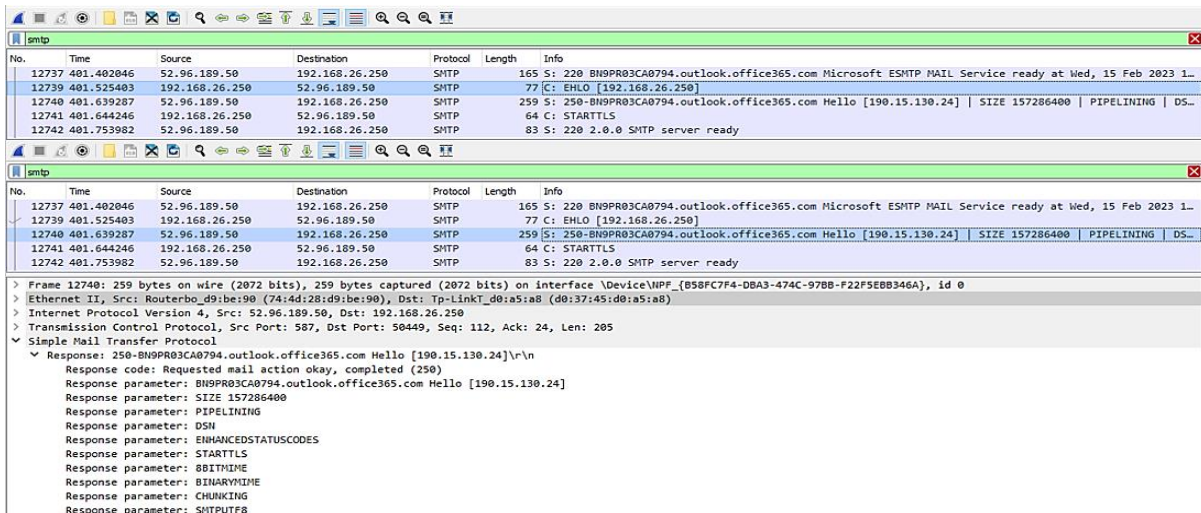 smtp
No. Time Source Destination Protocol Length Info
12737 401.402046 52.96.189.50 192.168.26.250 SMTP 165 S: 220 BN9PR03CA0794.outlook.office365.com Microsoft ESMTP MAIL Service ready at Wed, 15 Feb 2023 1…
12739 401.525403 192.168.26.250 52.96.189.50 SMTP 77 C: EHLO [192.168.26.250]
12740 401.639287 52.96.189.50 192.168.26.250 SMTP 259 S: 250-BN9PR03CA0794.outlook.office365.com Hello [190.15.130.24] | SIZE 157286400 | PIPELINING | DS…
12741 401.644246 192.168.26.250 52.96.189.50 SMTP 64 C: STARTTLS
12742 401.753982 52.96.189.50 192.168.26.250 SMTP 83 S: 220 2.0.0 SMTP server ready
smtp
No. Time Source Destination Protocol Length Info
12737 401.402046 52.96.189.50 192.168.26.250 SMTP 165 S: 220 BN9PR03CA0794.outlook.office365.com Microsoft ESMTP MAIL Service ready at Wed, 15 Feb 2023 1…
12739 401.525403 192.168.26.250 52.96.189.50 SMTP 77 C: EHLO [192.168.26.250]
12740 401.639287 52.96.189.50 192.168.26.250 SMTP 259 S: 250-BN9PR03CA0794.outlook.office365.com Hello [190.15.130.24] | SIZE 157286400 | PIPELINING | DS…
12741 401.644246 192.168.26.250 52.96.189.50 SMTP 64 C: STARTTLS
12742 401.753982 52.96.189.50 192.168.26.250 SMTP 83 S: 220 2.0.0 SMTP server ready
Frame 12740: 259 bytes on wire (2072 bits), 259 bytes captured (2072 bits) on interface \Device\NPF_{B58FC7F4-DBA3-474C-97BB-F22F5EBB346A}, id 0
Ethernet II, Src: Routerbo_d9:be:90 (74:4d:28:d9:be:90), Dst: Tp-LinkT_d0:a5:a8 (d0:37:45:d0:a5:a8)
Internet Protocol Version 4, Src: 52.96.189.50, Dst: 192.168.26.250
Transmission Control Protocol, Src Port: 587, Dst Port: 50449, Seq: 112, Ack: 24, Len: 205
Simple Mail Transfer Protocol
Response: 250-BN9PR03CA0794.outlook.office365.com Hello [190.15.130.24]\r\n
Response code: Requested mail action okay, completed (250)
Response parameter: BN9PR03CA0794.outlook.office365.com Hello [190.15.130.24]
Response parameter: SIZE 157286400
Response parameter: PIPELINING
Response parameter: DSN
Response parameter: ENHANCEDSTATUSCODES
Response parameter: STARTTLS
Response parameter: 8BITMIME
Response parameter: BINARYMIME
Response parameter: CHUNKING
Response parameter: SMTPUTF8